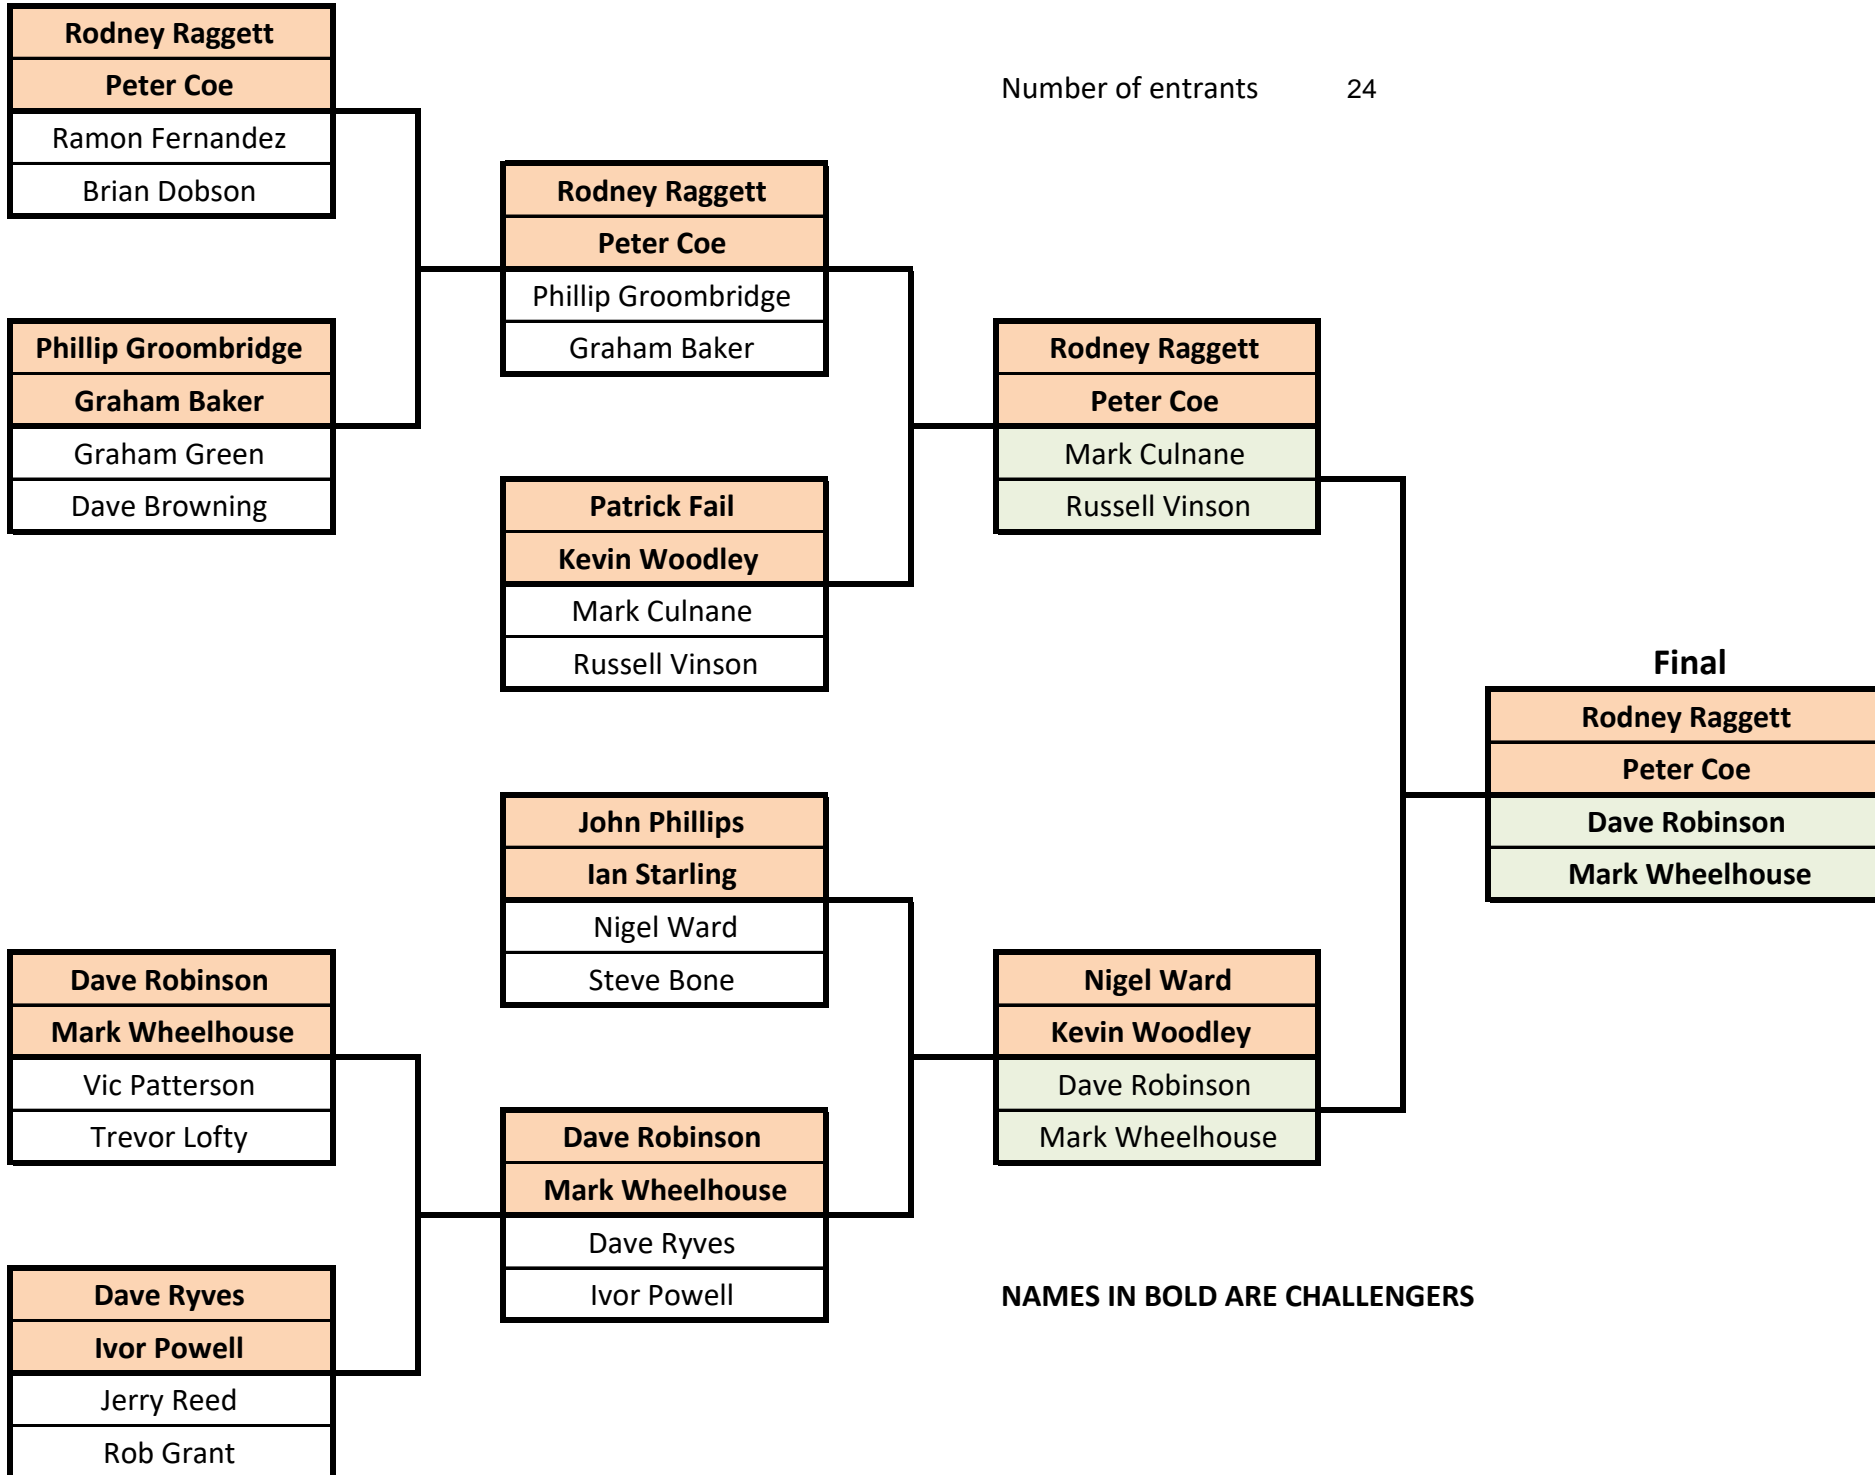 Rodney Raggett
Peter Coe
Ramon Fernandez
Brian Dobson
Phillip Groombridge
Graham Baker
Graham Green
Dave Browning
Dave Robinson
Mark Wheelhouse
Vic Patterson
Trevor Lofty
Dave Ryves
Ivor Powell
Jerry Reed
Rob Grant
Rodney Raggett
Peter Coe
Phillip Groombridge
Graham Baker
Patrick Fail
Kevin Woodley
Mark Culnane
Russell Vinson
John Phillips
Ian Starling
Nigel Ward
Steve Bone
Dave Robinson
Mark Wheelhouse
Dave Ryves
Ivor Powell
Number of entrants 24
Rodney Raggett
Peter Coe
Mark Culnane
Russell Vinson
Nigel Ward
Kevin Woodley
Dave Robinson
Mark Wheelhouse
NAMES IN BOLD ARE CHALLENGERS
Final
Rodney Raggett
Peter Coe
Dave Robinson
Mark Wheelhouse